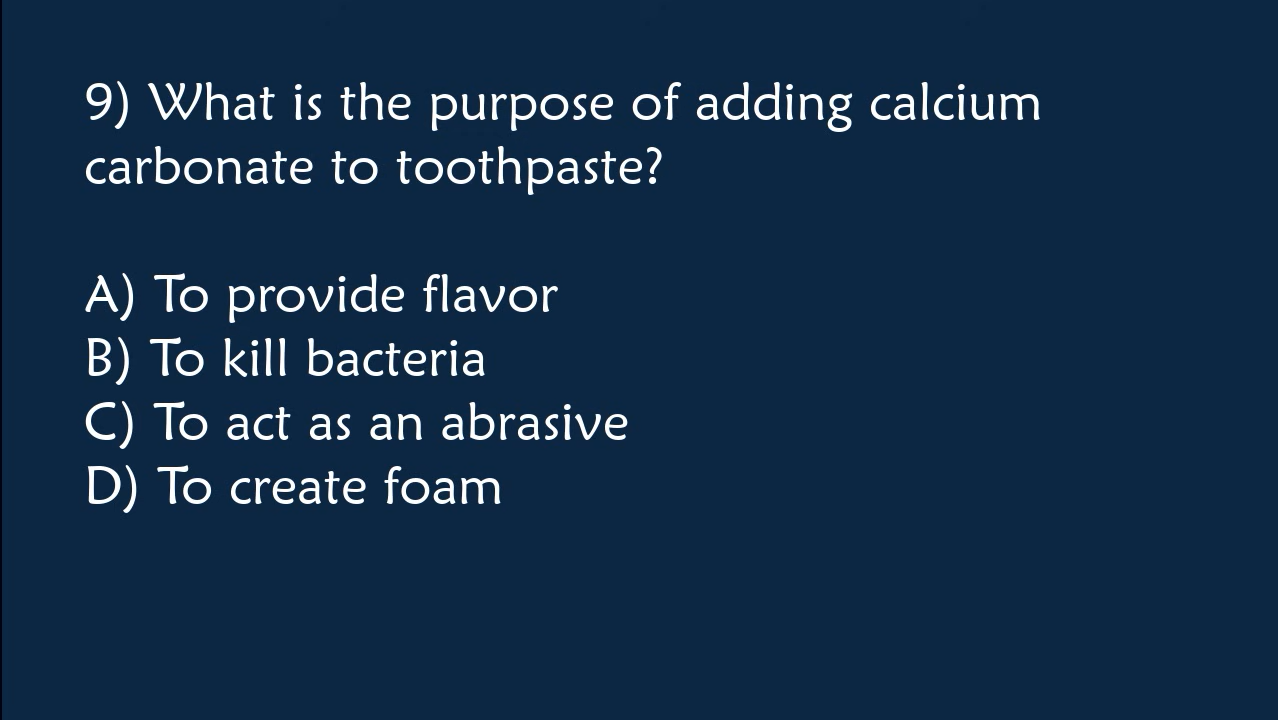 9) What is the purpose of adding calcium
carbonate to toothpaste?
A) To provide flavor
B) To kill bacteria
C) To act as an abrasive
D) To create foam